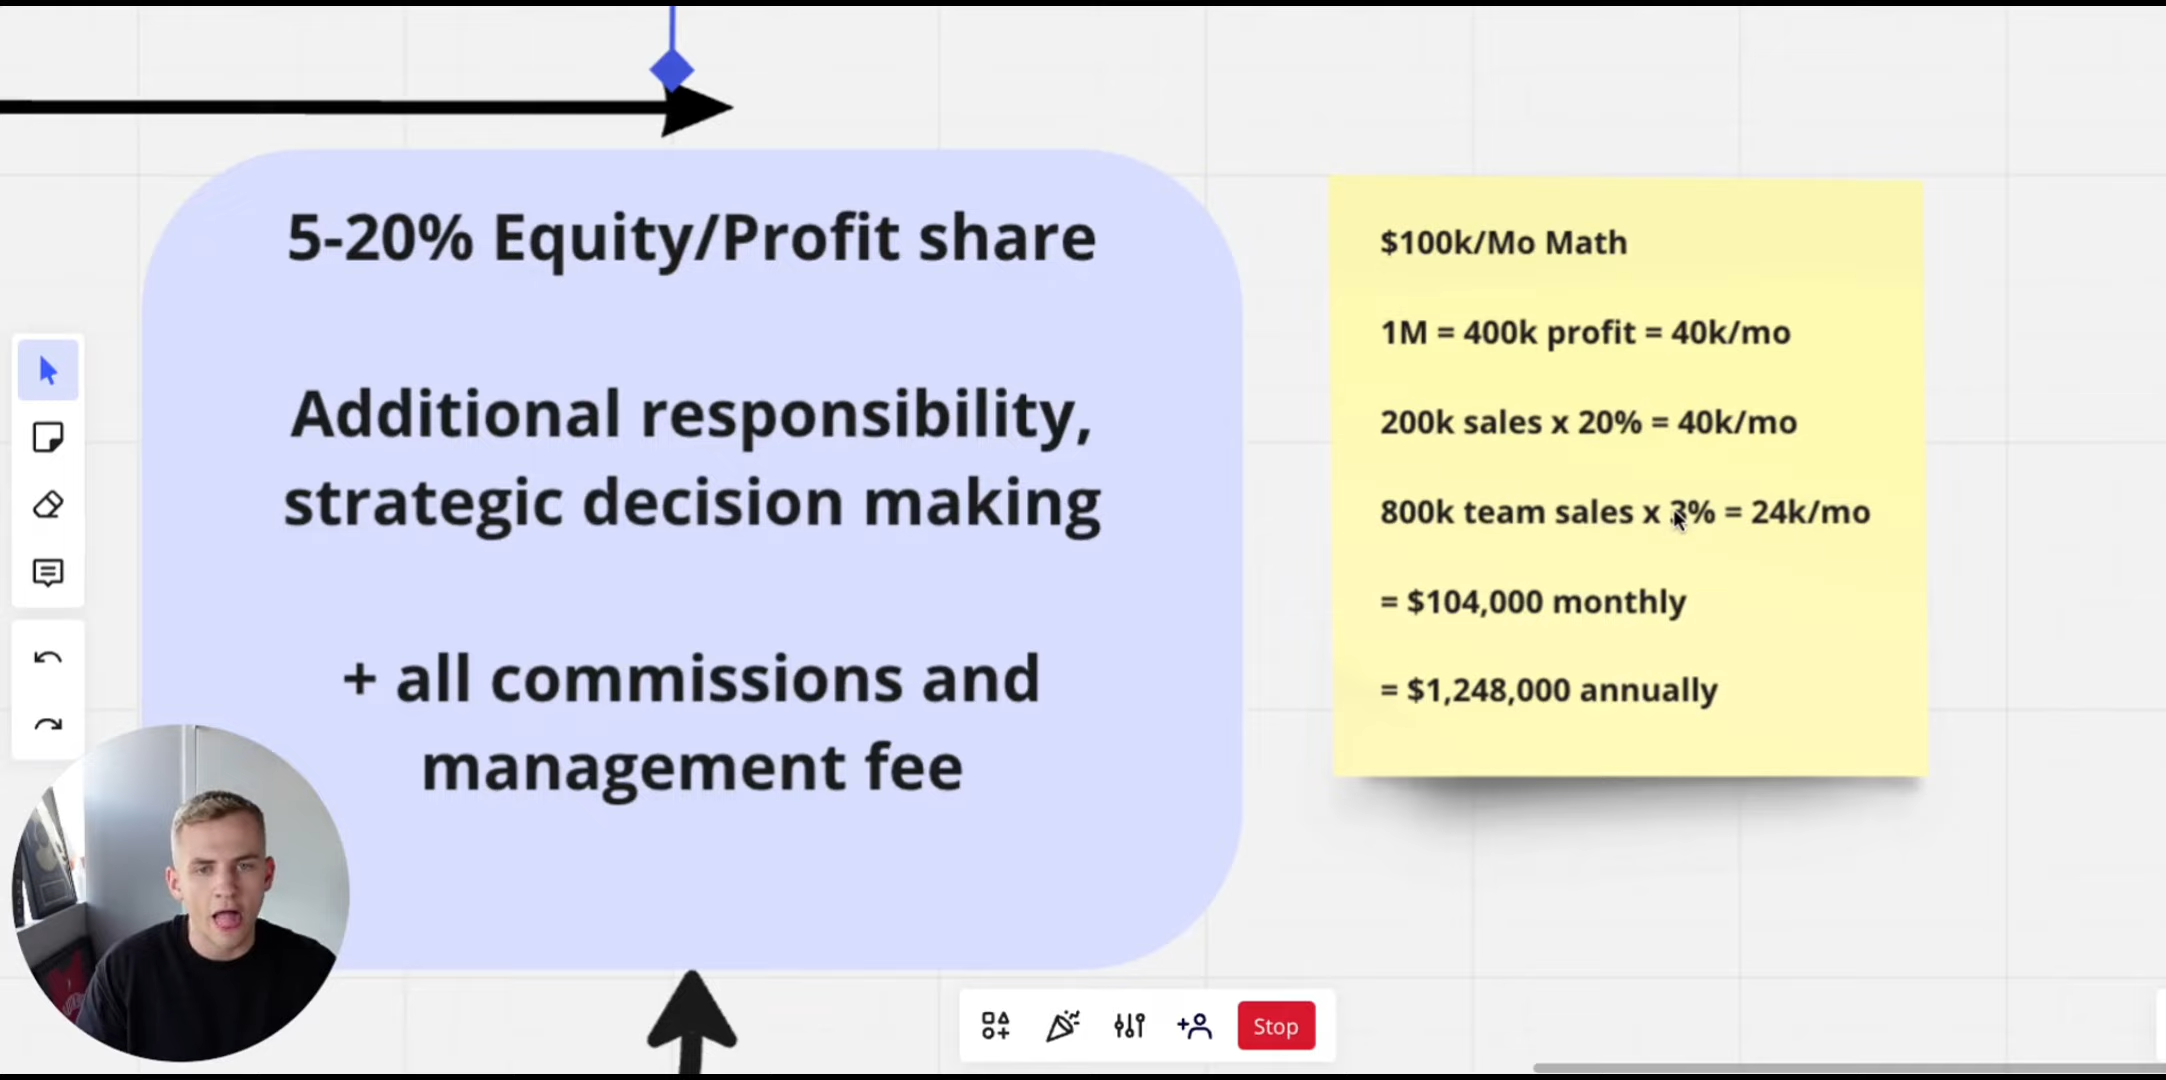 5-20% Equity/Profit share
Additional responsibility,
strategic decision making
+ all commissions and
management fee
$100k/Mo Math
1M = 400k profit = 40k/mo
200k sales x 20% = 40k/mo
800k team sales x 3% = 24k/mo
= $104,000 monthly
= $1,248,000 annually
Stop